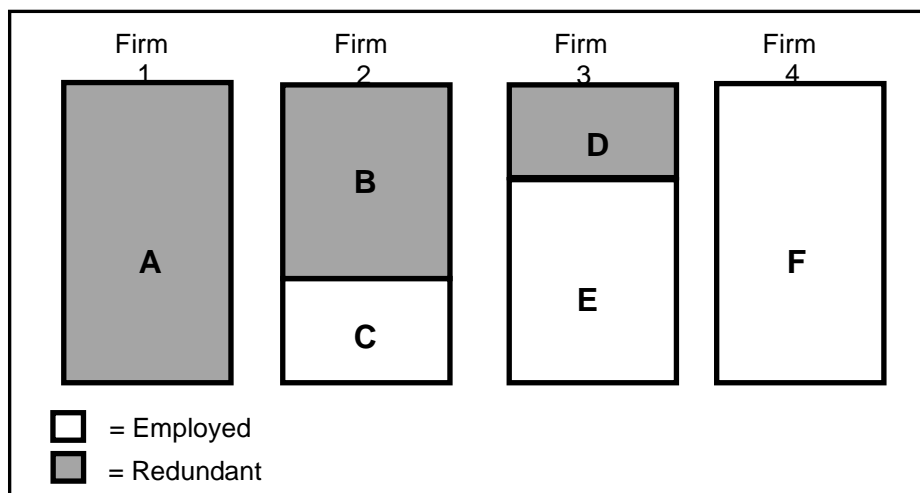 Firm Firm Firm Firm
1 2 3 4
A B D F
C E
= Employed
= Redundant